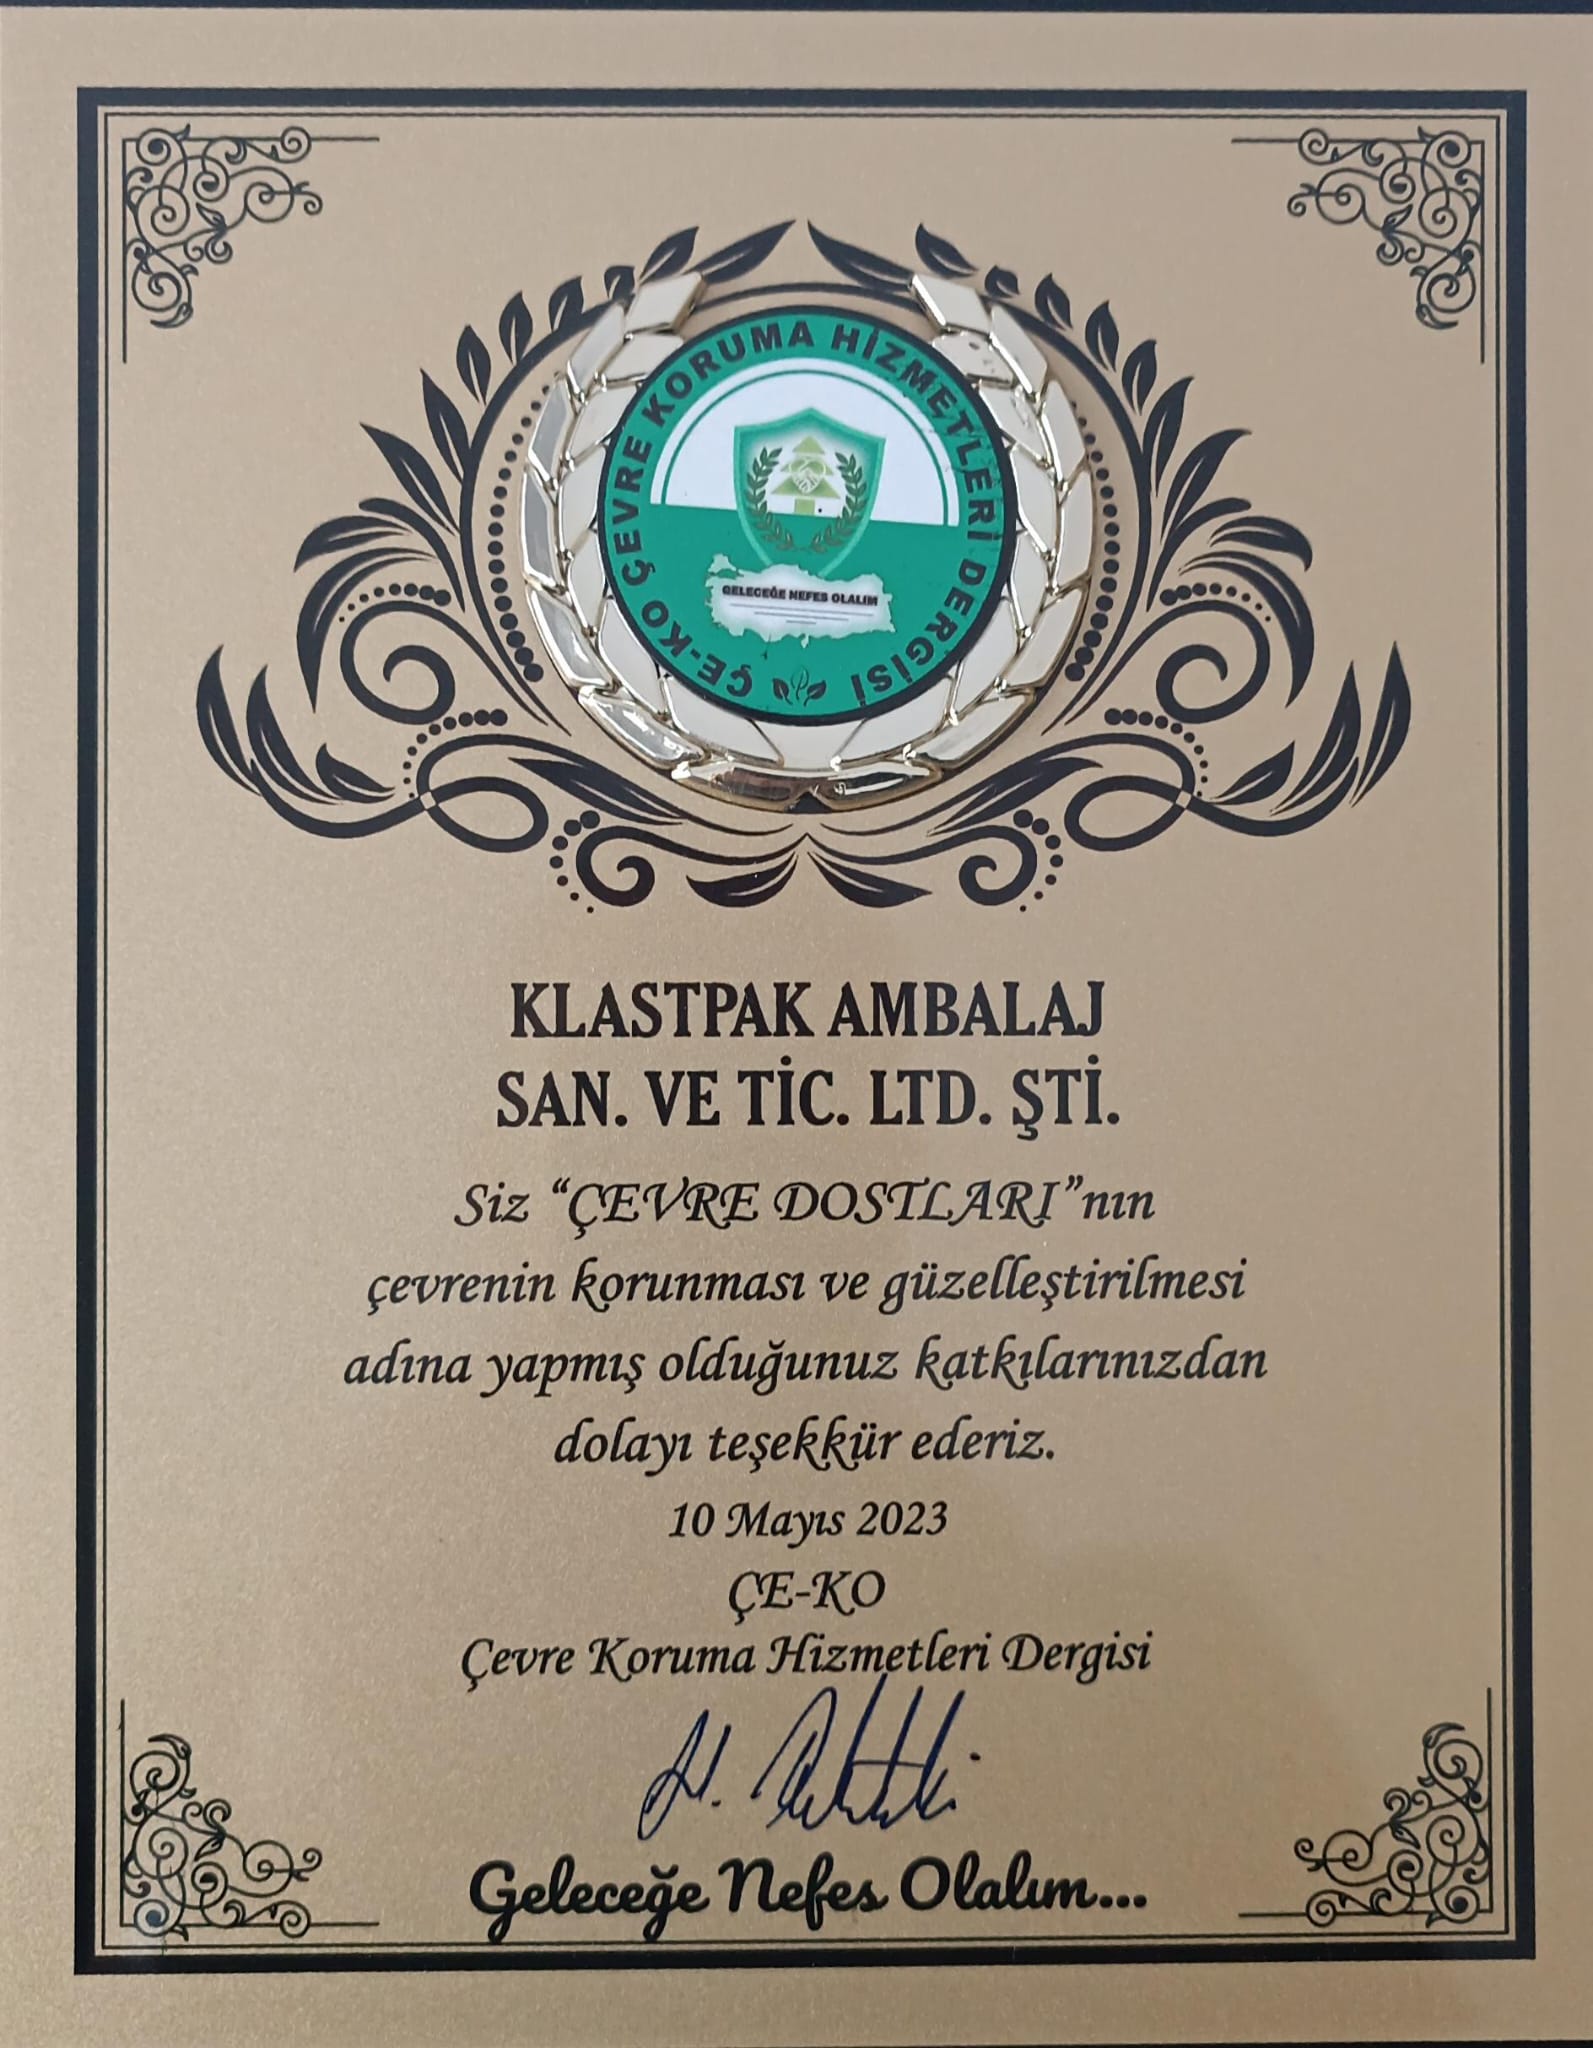 ÇE-KO ÇEVRE KORUMA HİZMETLERİ DERGİSİ
GELECEĞE NEFES OLALIM
KLASTPAK AMBALAJ
SAN. VE TİC. LTD. ŞTİ.
Siz “ÇEVRE DOSTLARI”nın
çevrenin korunması ve güzelleştirilmesi
adına yapmış olduğunuz katkılarınızdan
dolayı teşekkür ederiz.
10 Mayıs 2023
ÇE-KO
Çevre Koruma Hizmetleri Dergisi
Geleceğe Nefes Olalım...